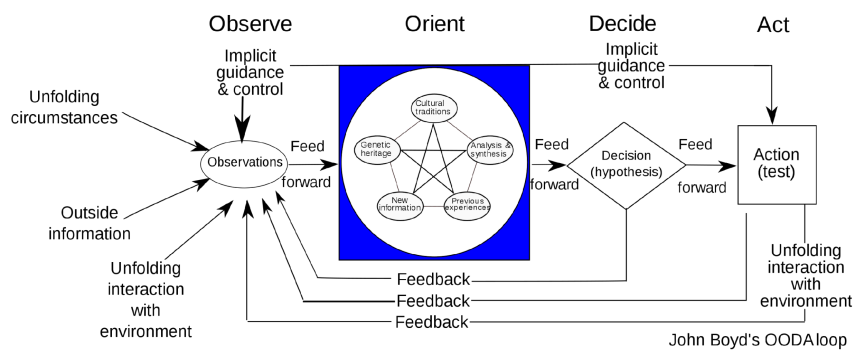 Observe
Orient
Decide
Act
Implicit
guidance
& control
Implicit
guidance
& control
Unfolding
circumstances
Observations
Outside
information
Unfolding
interaction
with
environment
Feed
forward
Cultural
traditions
Genetic
heritage
Analysis &
synthesis
New
information
Previous
experiences
Feed
forward
Decision
(hypothesis)
Feed
forward
Action
(test)
Unfolding
interaction
with
environment
Feedback
Feedback
Feedback
John Boyd's OODA loop